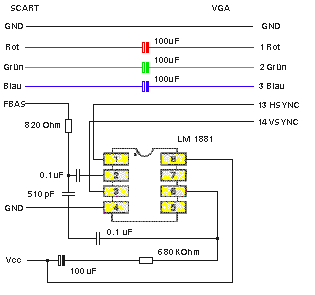 SCART VGA
GND GND
100uF
Rot 1 Rot
100uF
Grün 2 Grün
100uF
Blau 3 Blau
FBAS 13 HSYNC
820 Ohm 14 VSYNC
LM 1881
1 8
0.1uF 2 7
510 pF 3 6
GND 4 5
0.1 uF
680KOhm
Vcc
100 uF